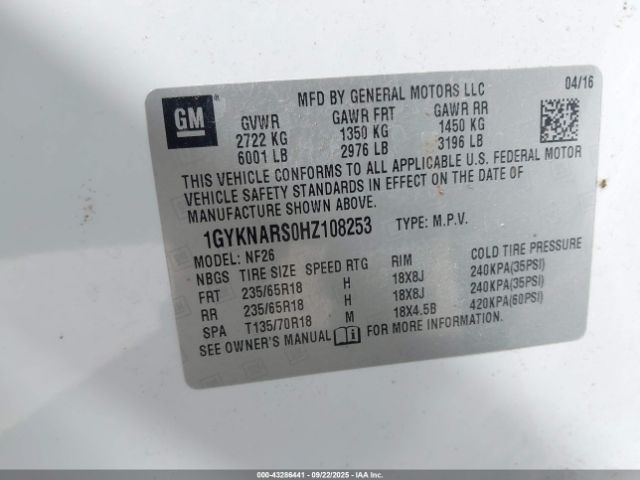 GM
MFD BY GENERAL MOTORS LLC
04/16
GVWR GAWR FRT GAWR RR
2722 KG 1350 KG 1450 KG
6001 LB 2976 LB 3196 LB
THIS VEHICLE CONFORMS TO ALL APPLICABLE U.S. FEDERAL MOTOR
VEHICLE SAFETY STANDARDS IN EFFECT ON THE DATE OF
MANUFACTURE SHOWN ABOVE.
1GYKNARS0HZ108253 TYPE: M.P.V.
MODEL: NF26
NBGS TIRE SIZE SPEED RTG RIM COLD TIRE PRESSURE
FRT 235/65R18 H 18X8J 240KPA(35PSI)
RR 235/65R18 H 18X8J 240KPA(35PSI)
SPA T135/70R18 M 18X4.5B 420KPA(60PSI)
SEE OWNER'S MANUAL FOR MORE INFORMATION.
000-43286441 - 09/22/2025 - IAAI.COM